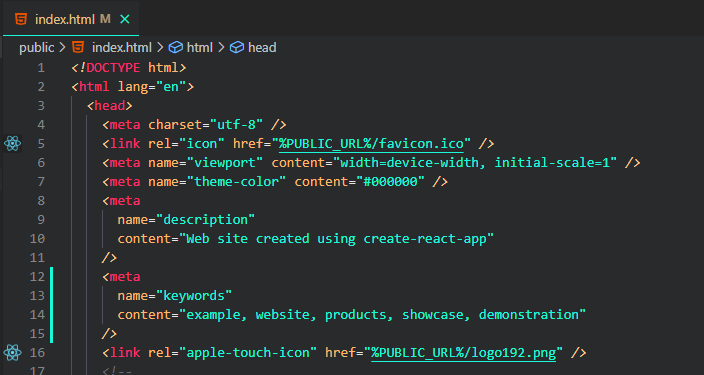 index.html M ×
public > index.html > html > head
1 <!DOCTYPE html>
2 <html lang="en">
3 <head>
4 <meta charset="utf-8" />
5 <link rel="icon" href="%PUBLIC_URL%/favicon.ico" />
6 <meta name="viewport" content="width=device-width, initial-scale=1" />
7 <meta name="theme-color" content="#000000" />
8 <meta
9 name="description"
10 content="Web site created using create-react-app"
11 />
12 <meta
13 name="keywords"
14 content="example, website, products, showcase, demonstration"
15 />
16 <link rel="apple-touch-icon" href="%PUBLIC_URL%/logo192.png" />
17 <!--